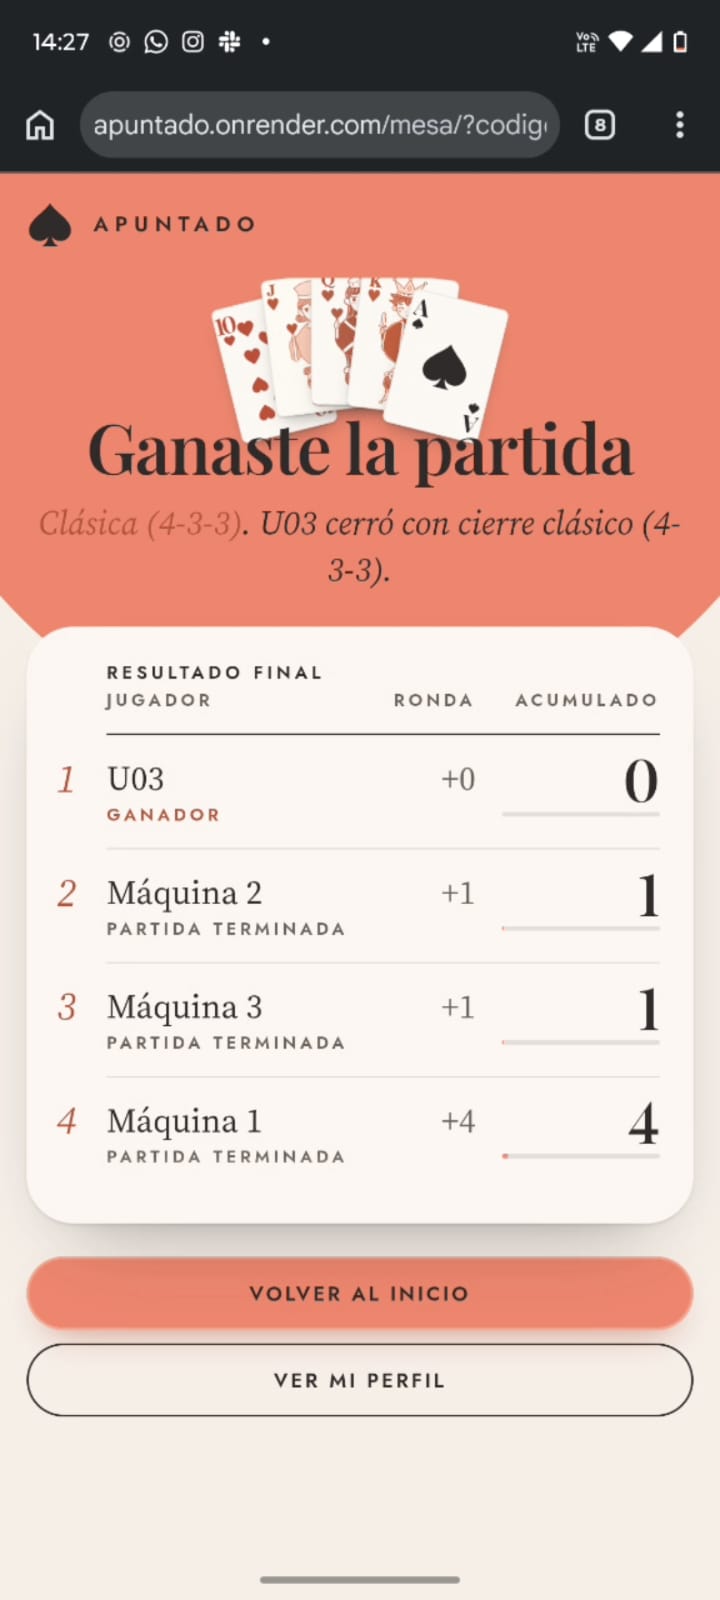 14:27
Vo LTE
apuntado.onrender.com/mesa/?codig
8
APUNTADO
10 J Q K A
A
Ganaste la partida
Clásica (4-3-3). U03 cerró con cierre clásico (4-
3-3).
RESULTADO FINAL
JUGADOR RONDA ACUMULADO
1 U03 +0 0
GANADOR
2 Máquina 2 +1 1
PARTIDA TERMINADA
3 Máquina 3 +1 1
PARTIDA TERMINADA
4 Máquina 1 +4 4
PARTIDA TERMINADA
VOLVER AL INICIO
VER MI PERFIL